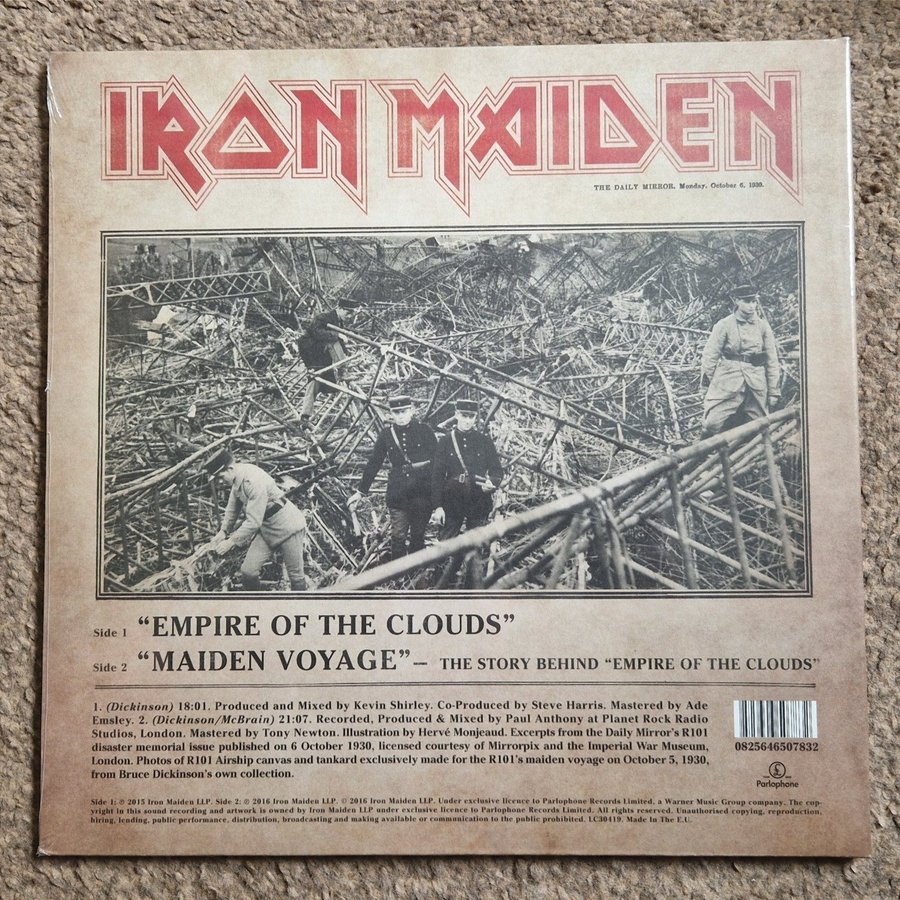 IRON MAIDEN
THE DAILY MIRROR, Monday, October 6, 1930.
Side 1 “EMPIRE OF THE CLOUDS”
Side 2 “MAIDEN VOYAGE” – THE STORY BEHIND “EMPIRE OF THE CLOUDS”
1. (Dickinson) 18:01. Produced and Mixed by Kevin Shirley. Co-Produced by Steve Harris. Mastered by Ade
Emsley. 2. (Dickinson/McBrain) 21:07. Recorded, Produced & Mixed by Paul Anthony at Planet Rock Radio
Studios, London. Mastered by Tony Newton. Illustration by Hervé Monjeaud. Excerpts from the Daily Mirror's R101
disaster memorial issue published on 6 October 1930, licensed courtesy of Mirrorpix and the Imperial War Museum,
London. Photos of R101 Airship canvas and tankard exclusively made for the R101's maiden voyage on October 5, 1930,
from Bruce Dickinson's own collection.
0825646507832
Parlophone
Side 1: ℗ 2015 Iron Maiden LLP. Side 2: ℗ 2016 Iron Maiden LLP. © 2016 Iron Maiden LLP. Under exclusive licence to Parlophone Records Limited, a Warner Music Group company. The cop-
yright in this sound recording and artwork is owned by Iron Maiden LLP under exclusive licence to Parlophone Records Limited. All rights reserved. Unauthorised copying, reproduction,
hiring, lending, public performance, distribution, broadcasting and making available or communication to the public prohibited. LC30419. Made In The E.U.